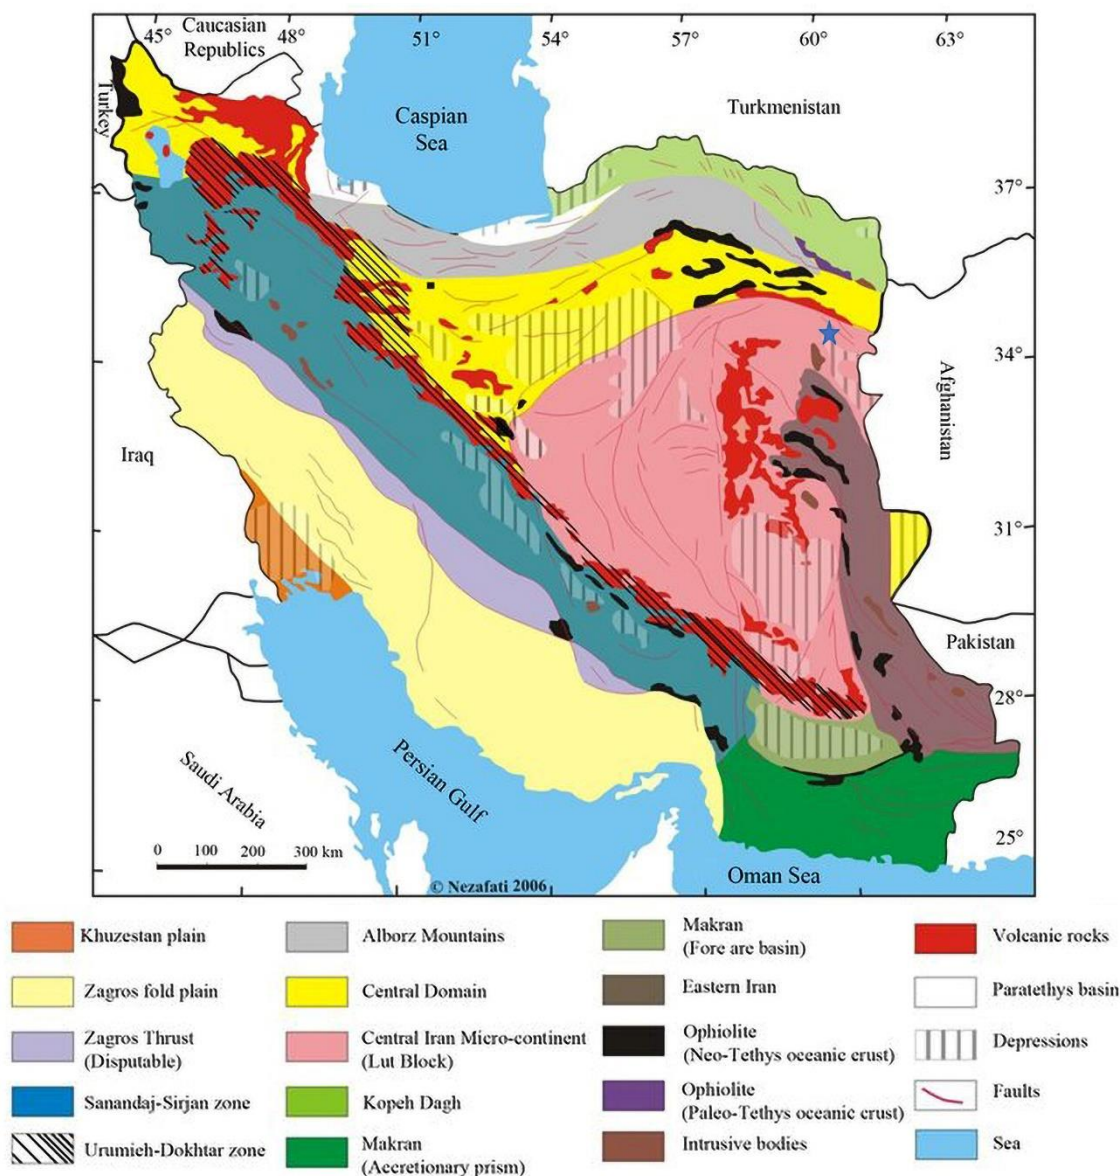 45°
Caucasian
Republics
48°
51°
54°
57°
60°
63°
Turkey
Caspian
Sea
Turkmenistan
37°
34°
Afghanistan
Iraq
31°
Pakistan
28°
Saudi Arabia
Persian Gulf
25°
0 100 200 300 km
© Nezafati 2006
Oman Sea
Khuzestan plain
Zagros fold plain
Zagros Thrust
(Disputable)
Sanandaj-Sirjan zone
Urumieh-Dokhtar zone
Alborz Mountains
Central Domain
Central Iran Micro-continent
(Lut Block)
Kopeh Dagh
Makran
(Accretionary prism)
Makran
(Fore are basin)
Eastern Iran
Ophiolite
(Neo-Tethys oceanic crust)
Ophiolite
(Paleo-Tethys oceanic crust)
Intrusive bodies
Volcanic rocks
Paratethys basin
Depressions
Faults
Sea